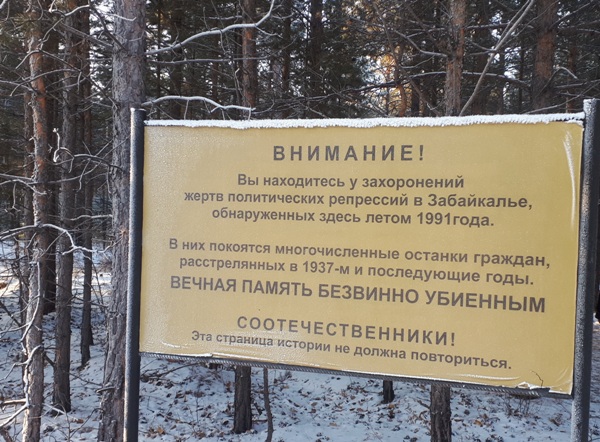 ВНИМАНИЕ!
Вы находитесь у захоронений
жертв политических репрессий в Забайкалье,
обнаруженных здесь летом 1991года.
В них покоятся многочисленные останки граждан,
расстрелянных в 1937-м и последующие годы.
ВЕЧНАЯ ПАМЯТЬ БЕЗВИННО УБИЕННЫМ
СООТЕЧЕСТВЕННИКИ!
Эта страница истории не должна повториться.